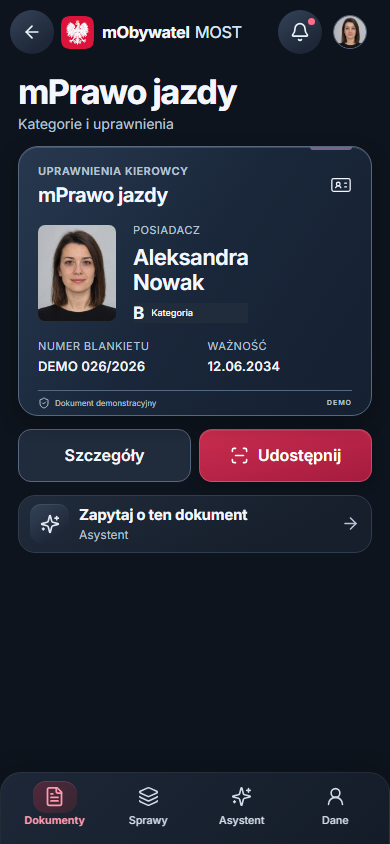 mObywatel MOST
mPrawo jazdy
Kategorie i uprawnienia
UPRAWNIENIA KIEROWCY
mPrawo jazdy
POSIADACZ
Aleksandra
Nowak
B Kategoria
NUMER BLANKIETU
DEMO 026/2026
WAŻNOŚĆ
12.06.2034
Dokument demonstracyjny
DEMO
Szczegóły
Udostępnij
Zapytaj o ten dokument
Asystent
Dokumenty
Sprawy
Asystent
Dane